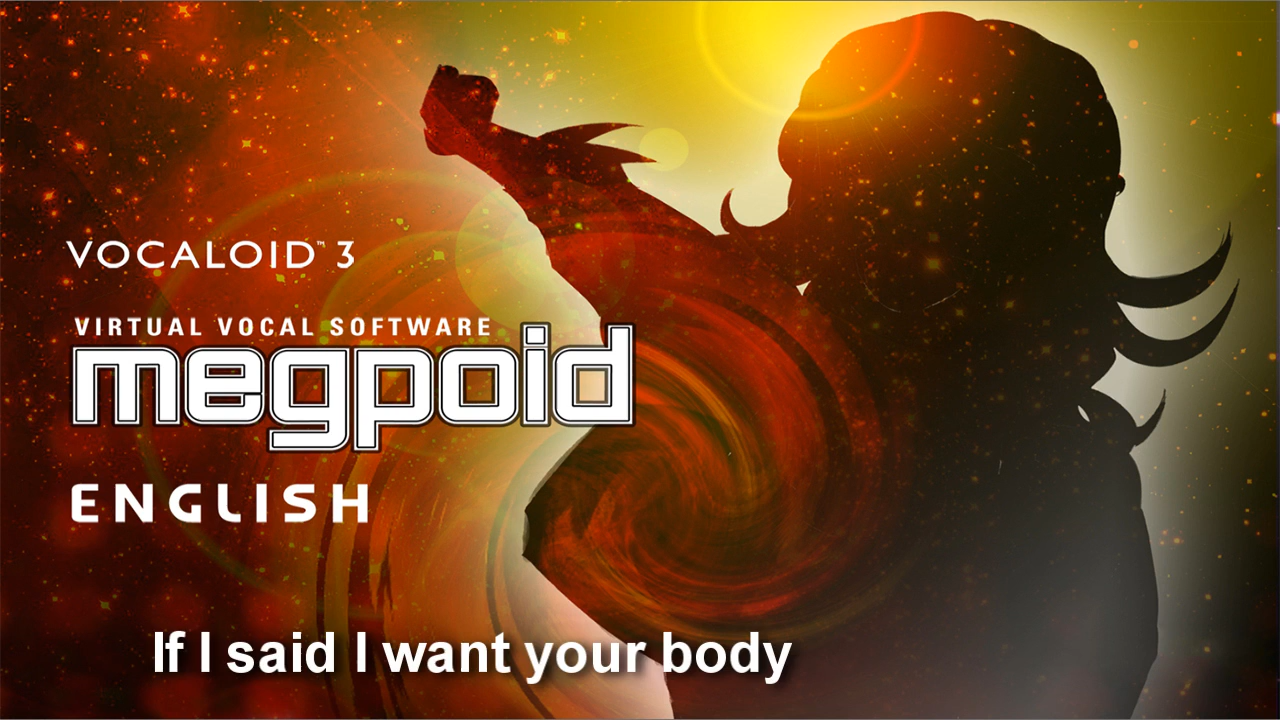 VOCALOID™ 3
VIRTUAL VOCAL SOFTWARE
megpoid
ENGLISH
If I said I want your body